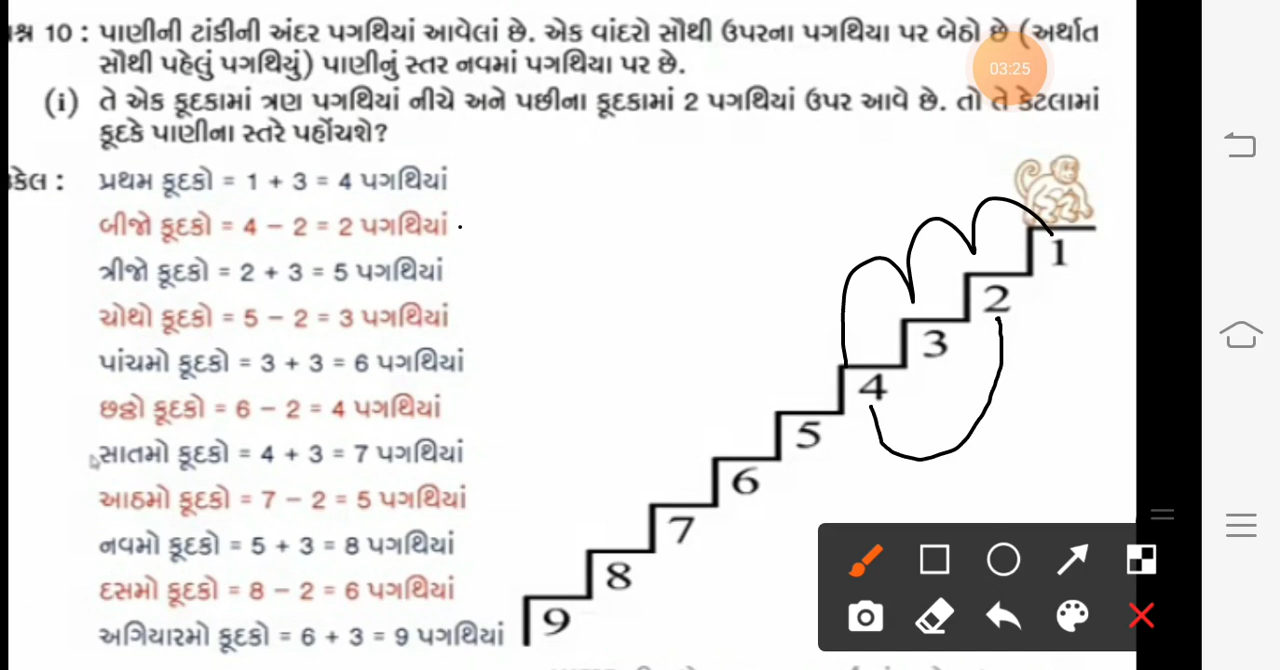 પ્રશ્ન 10 : પાણીની ટાંકીની અંદર પગથિયાં આવેલાં છે. એક વાંદરો સૌથી ઉપરના પગથિયા પર બેઠો છે (અર્થાત
સૌથી પહેલું પગથિયું) પાણીનું સ્તર નવમાં પગથિયા પર છે.
03:25
(i) તે એક કૂદકામાં ત્રણ પગથિયાં નીચે અને પછીના કૂદકામાં 2 પગથિયાં ઉપર આવે છે. તો તે કેટલામાં
કૂદકે પાણીના સ્તરે પહોંચશે?
કેલ :
પ્રથમ કૂદકો = 1 + 3 = 4 પગથિયાં
બીજો કૂદકો = 4 – 2 = 2 પગથિયાં
ત્રીજો કૂદકો = 2 + 3 = 5 પગથિયાં
ચોથો કૂદકો = 5 – 2 = 3 પગથિયાં
પાંચમો કૂદકો = 3 + 3 = 6 પગથિયાં
છઠ્ઠો કૂદકો = 6 – 2 = 4 પગથિયાં
સાતમો કૂદકો = 4 + 3 = 7 પગથિયાં
આઠમો કૂદકો = 7 – 2 = 5 પગથિયાં
નવમો કૂદકો = 5 + 3 = 8 પગથિયાં
દસમો કૂદકો = 8 – 2 = 6 પગથિયાં
અગિયારમો કૂદકો = 6 + 3 = 9 પગથિયાં
1
2
3
4
5
6
7
8
9